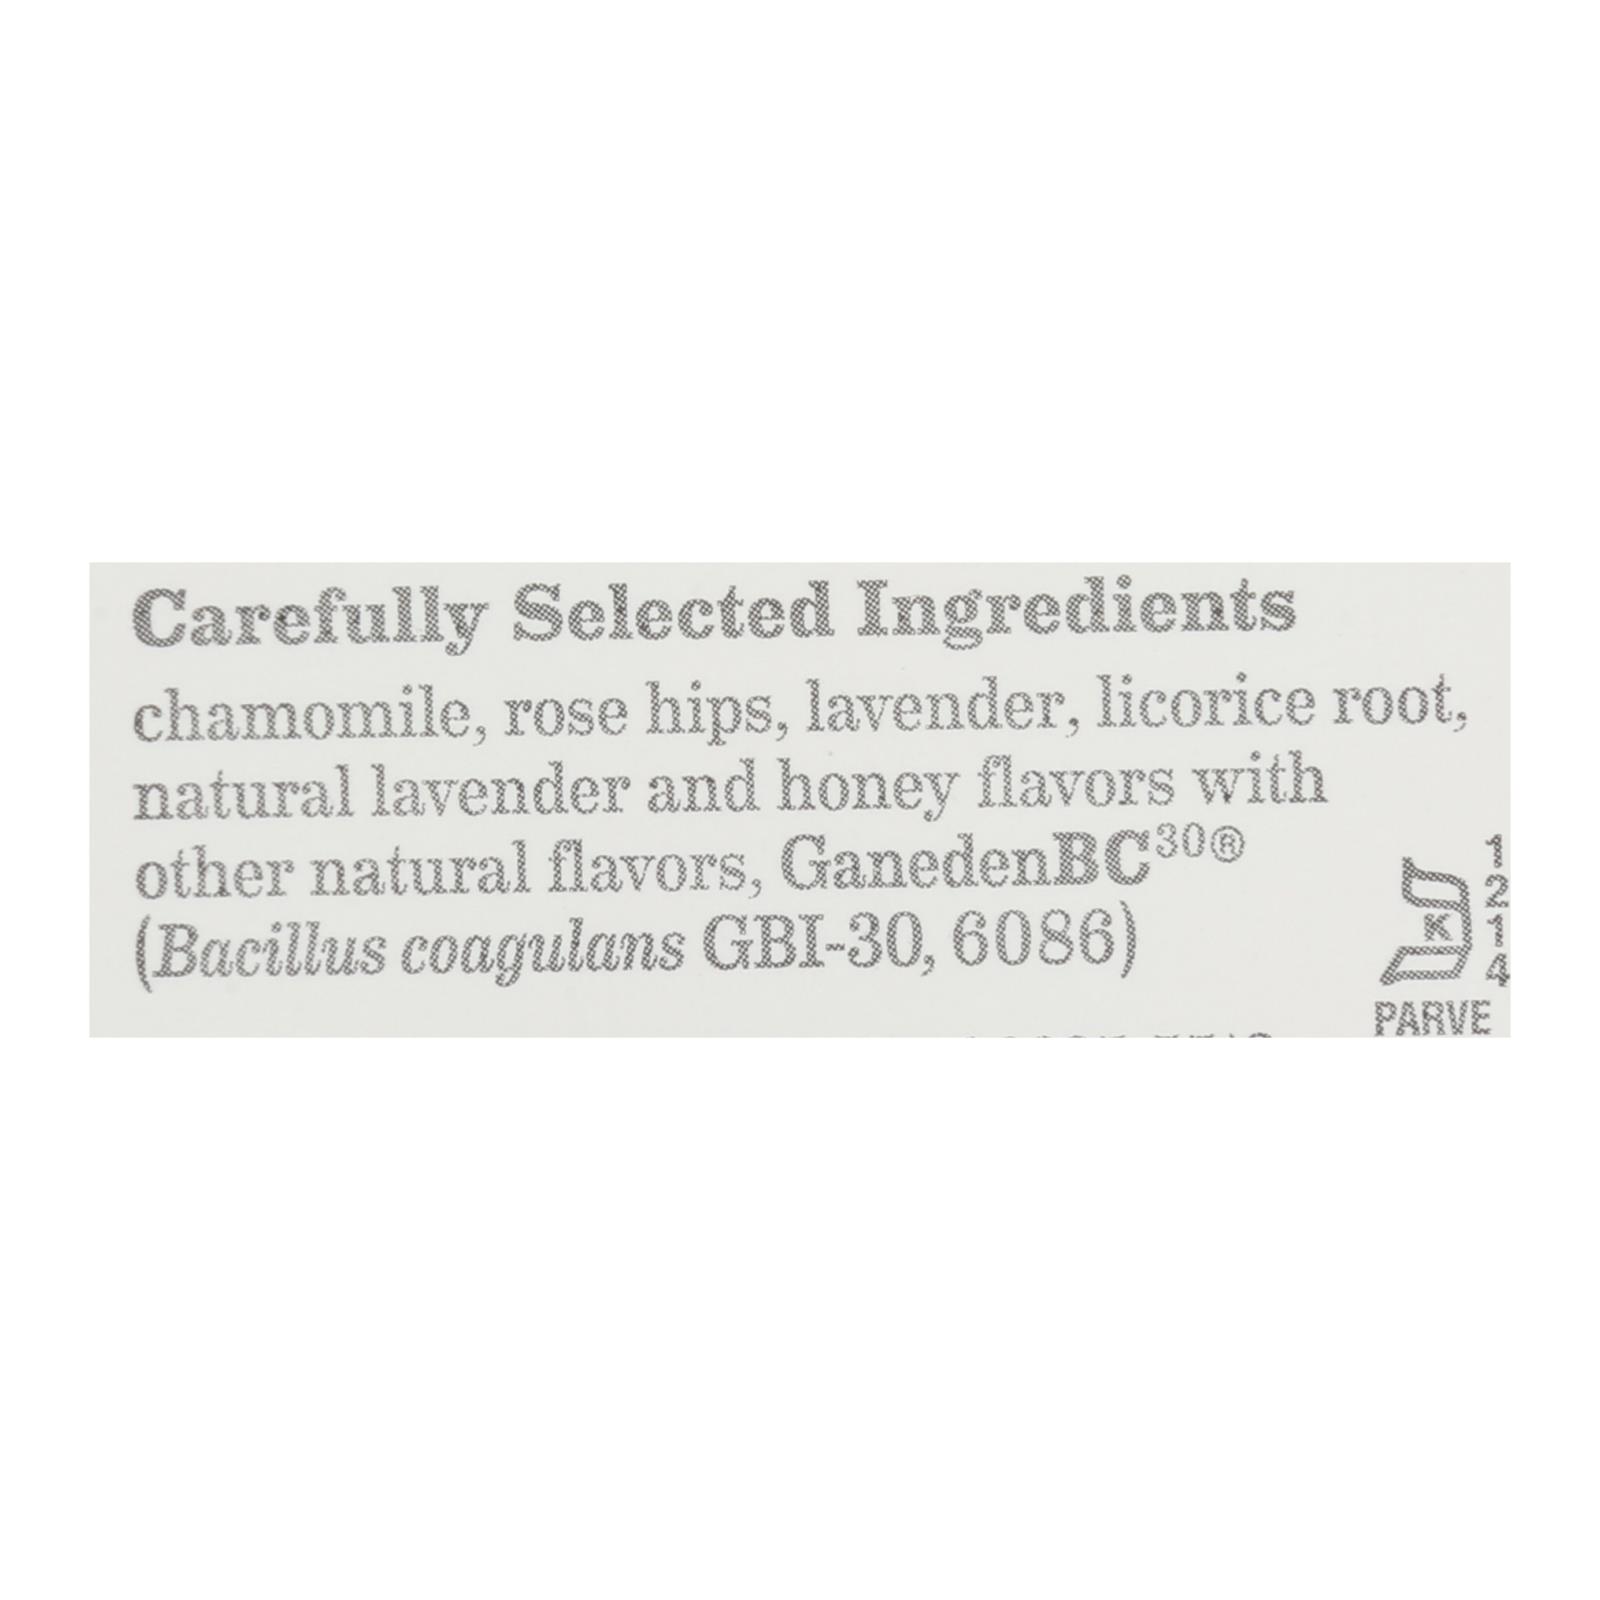 Carefully Selected Ingredients
chamomile, rose hips, lavender, licorice root,
natural lavender and honey flavors with
other natural flavors, GanedenBC30®
(Bacillus coagulans GBI-30, 6086)
K
PARVE
1
2
1
4